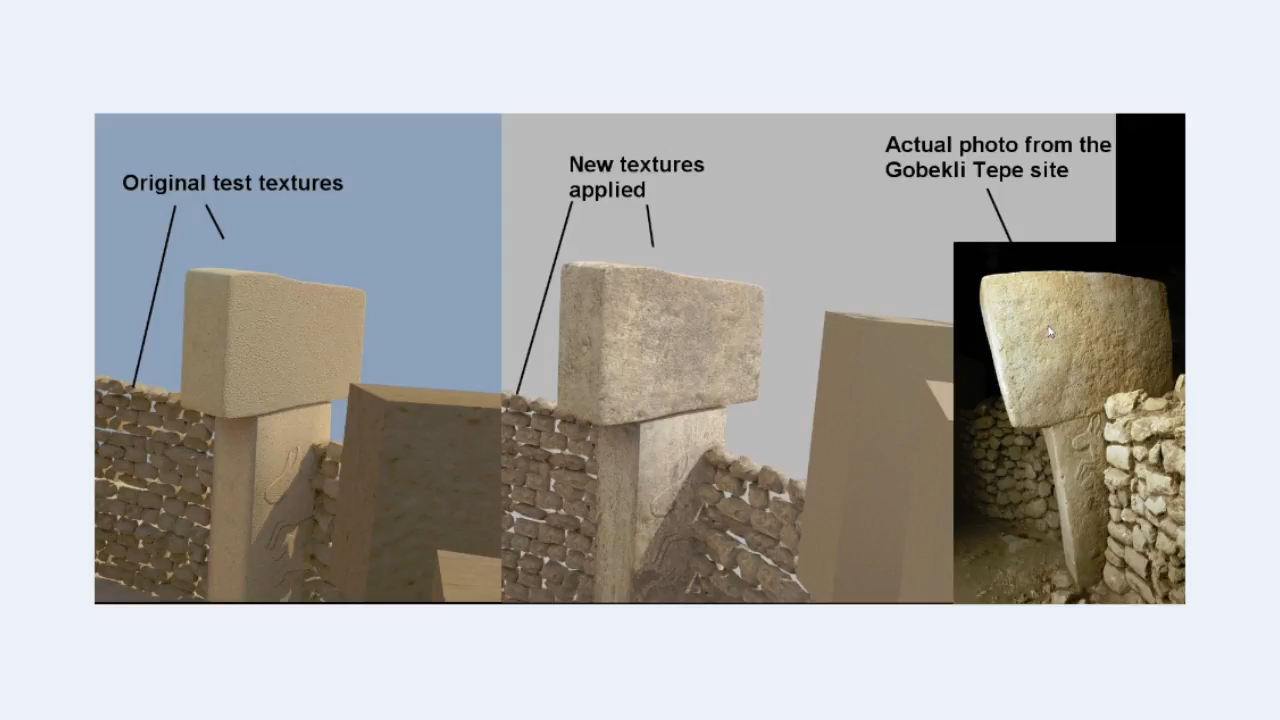 Original test textures
New textures
applied
Actual photo from the
Gobekli Tepe site